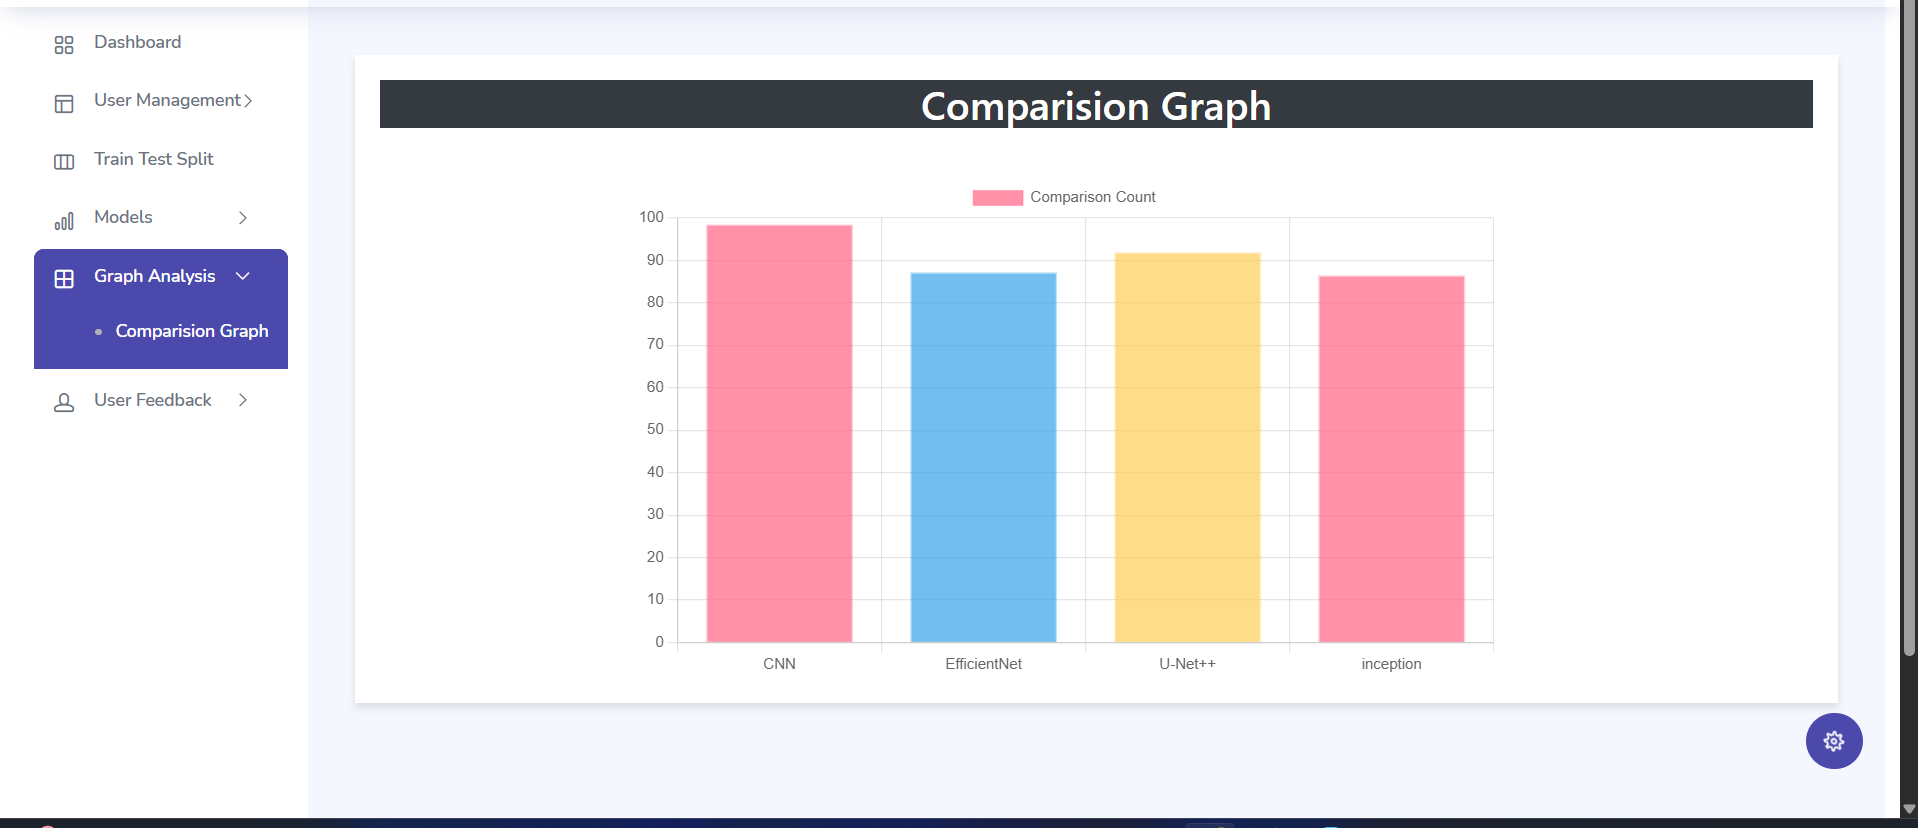 Dashboard
User Management
Train Test Split
Models
Graph Analysis
Comparision Graph
User Feedback
Comparision Graph
Comparison Count
100
90
80
70
60
50
40
30
20
10
0
CNN
EfficientNet
U-Net++
inception